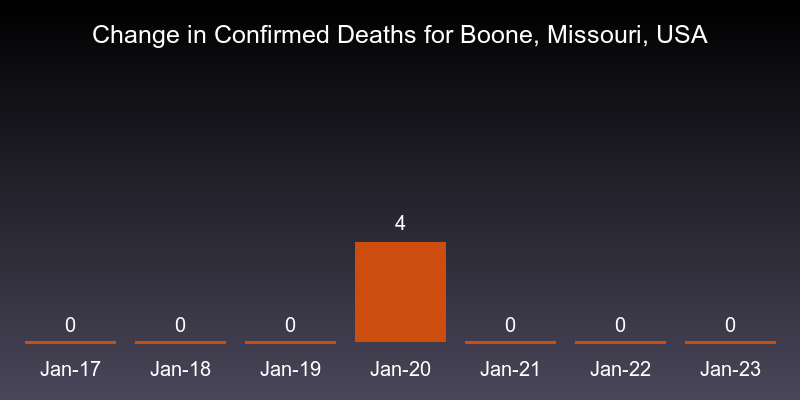 Change in Confirmed Deaths for Boone, Missouri, USA
4
0 0 0 0 0 0
Jan-17 Jan-18 Jan-19 Jan-20 Jan-21 Jan-22 Jan-23